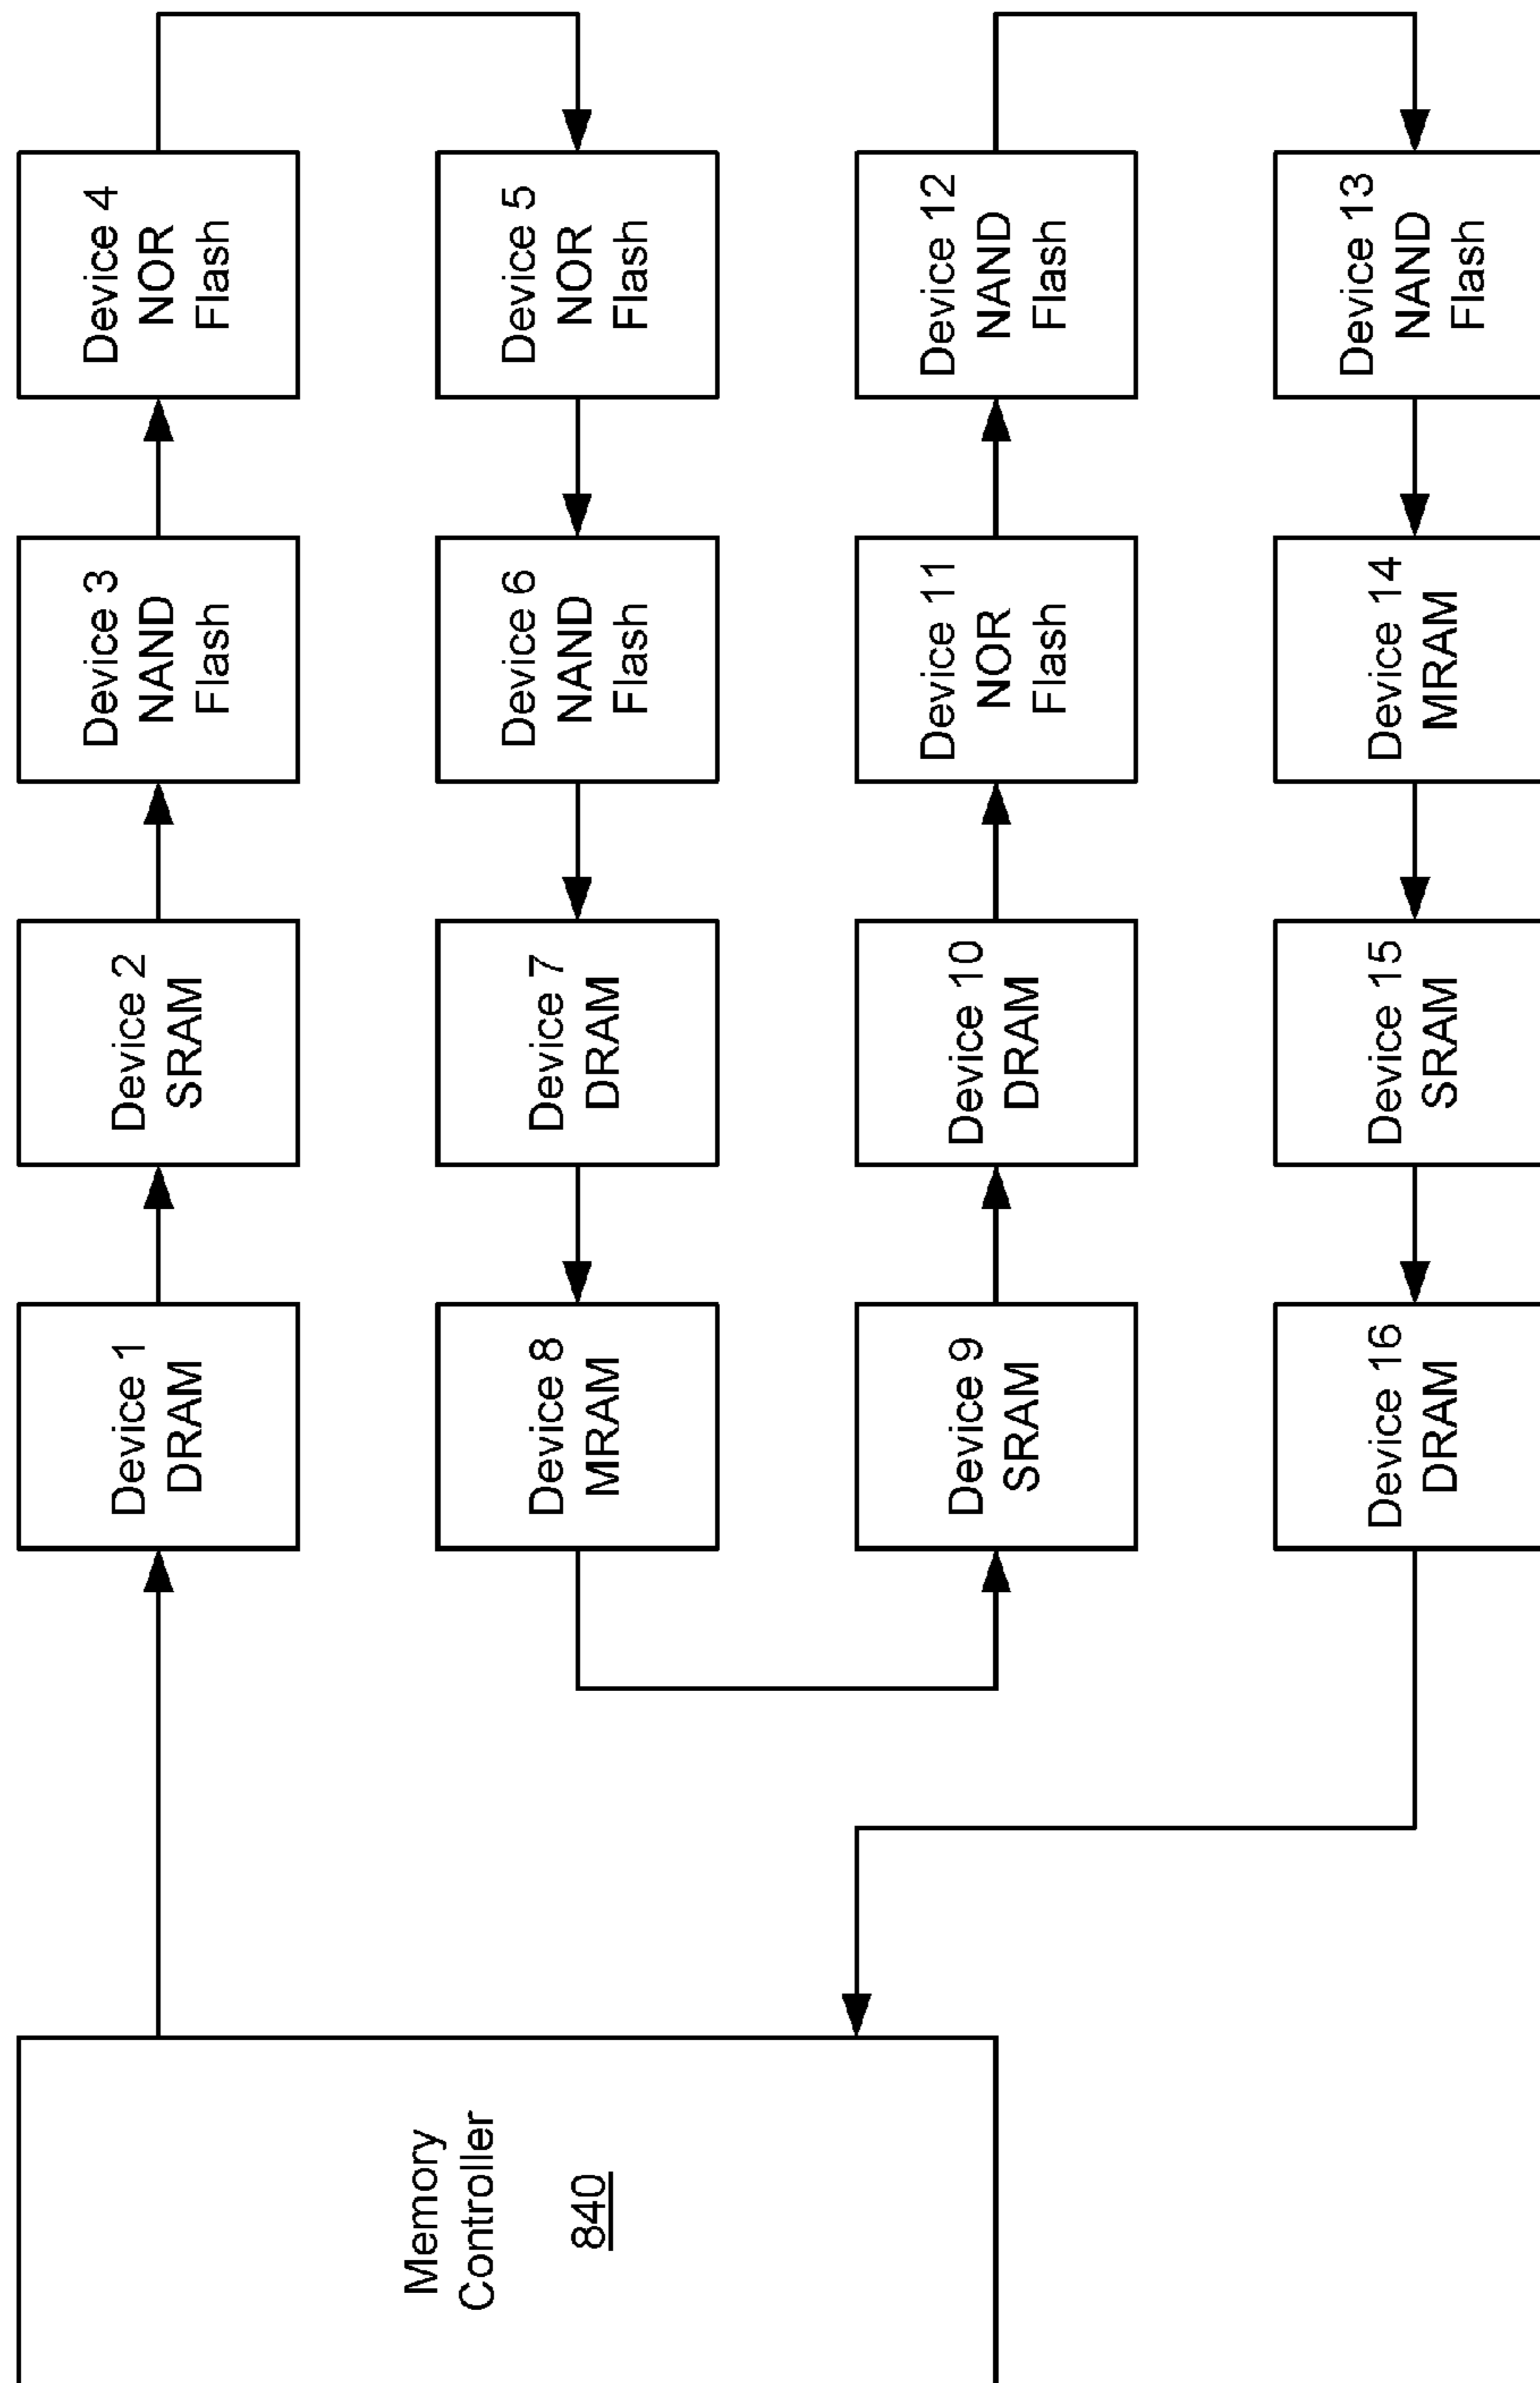 Memory
Controller
840
Device 1
DRAM
Device 2
SRAM
Device 3
NAND
Flash
Device 4
NOR
Flash
Device 5
NOR
Flash
Device 6
NAND
Flash
Device 7
DRAM
Device 8
MRAM
Device 9
SRAM
Device 10
DRAM
Device 11
NOR
Flash
Device 12
NAND
Flash
Device 13
NAND
Flash
Device 14
MRAM
Device 15
SRAM
Device 16
DRAM